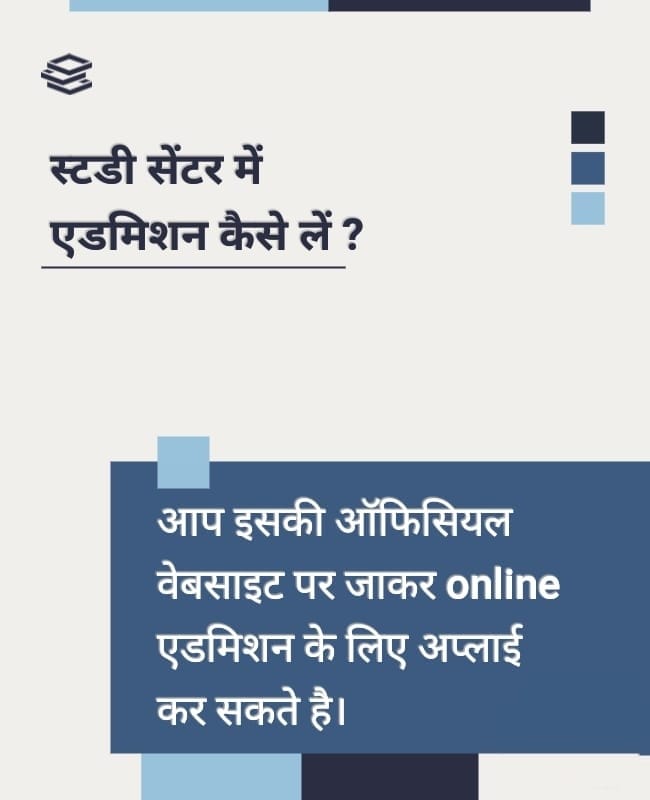 स्टडी सेंटर में
एडमिशन कैसे लें ?
आप इसकी ऑफिसियल
वेबसाइट पर जाकर online
एडमिशन के लिए अप्लाई
कर सकते है।